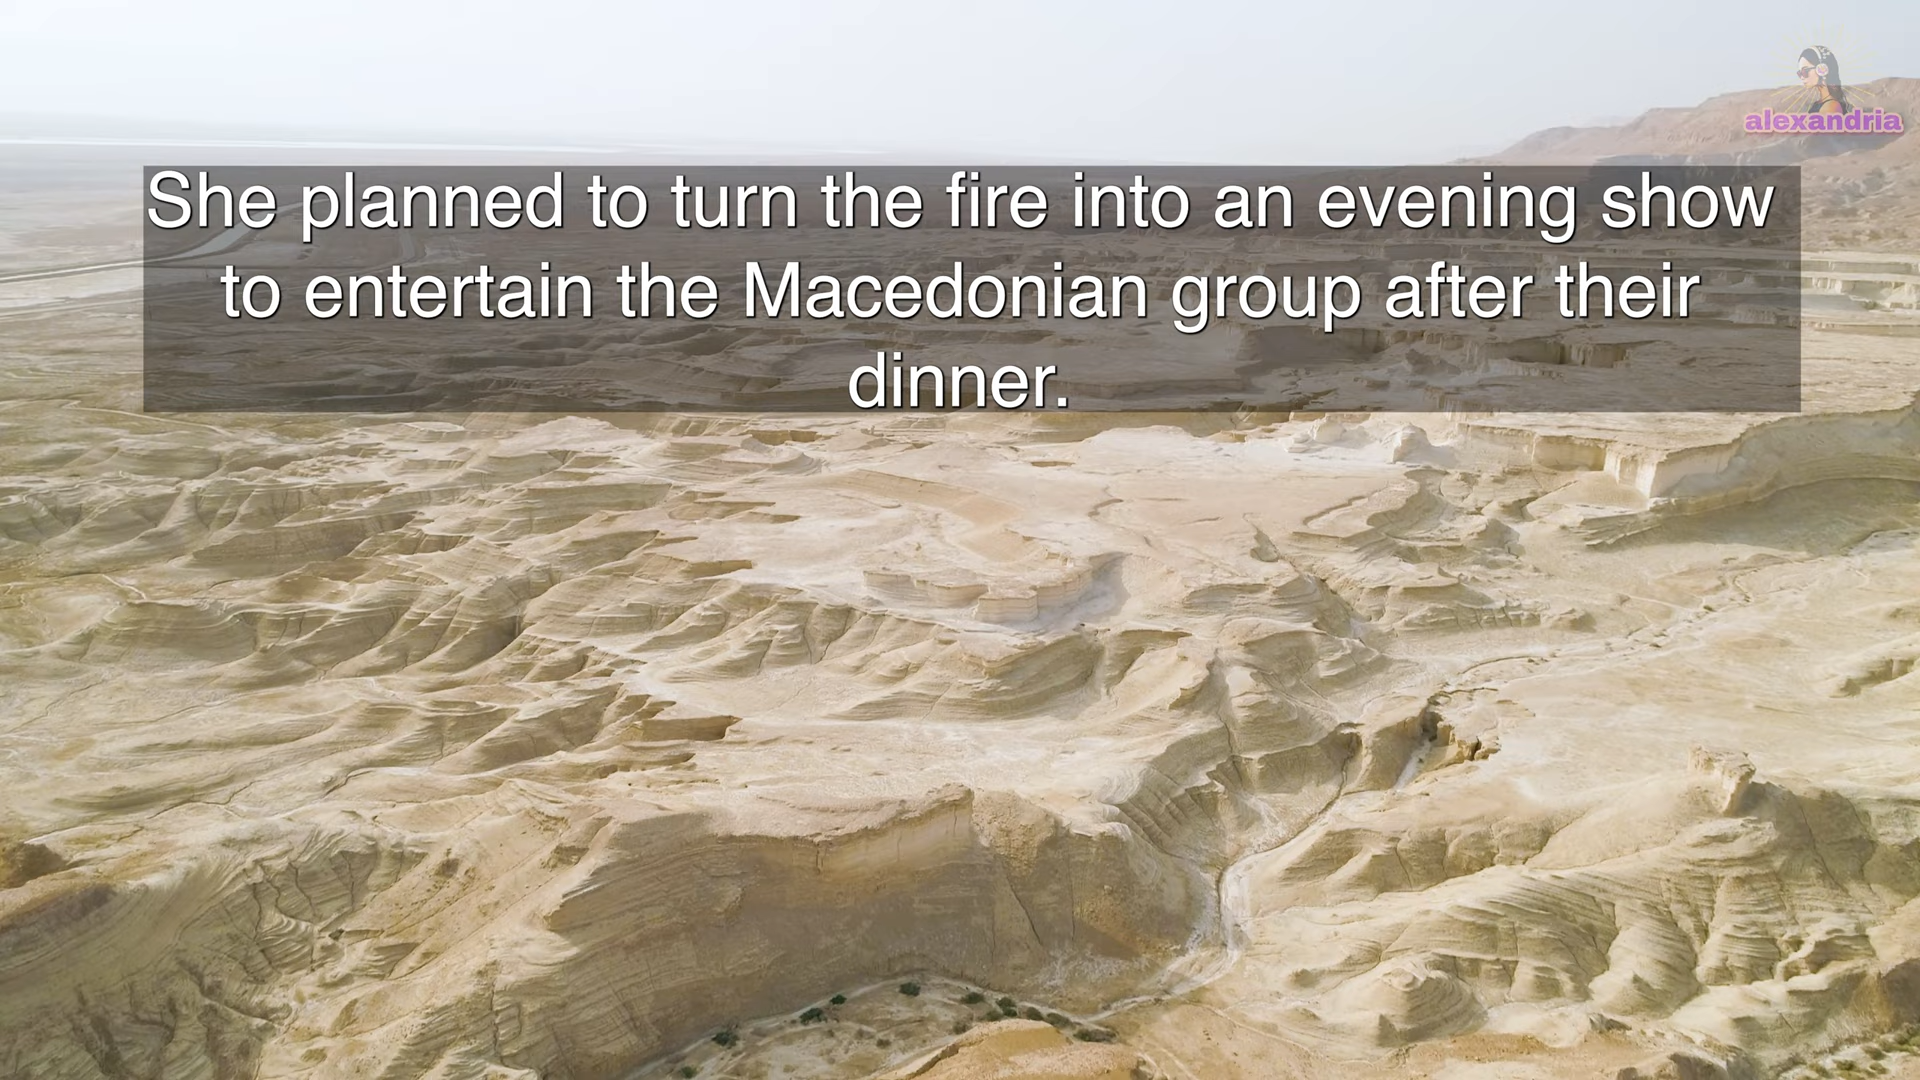 alexandria
She planned to turn the fire into an evening show
to entertain the Macedonian group after their
dinner.